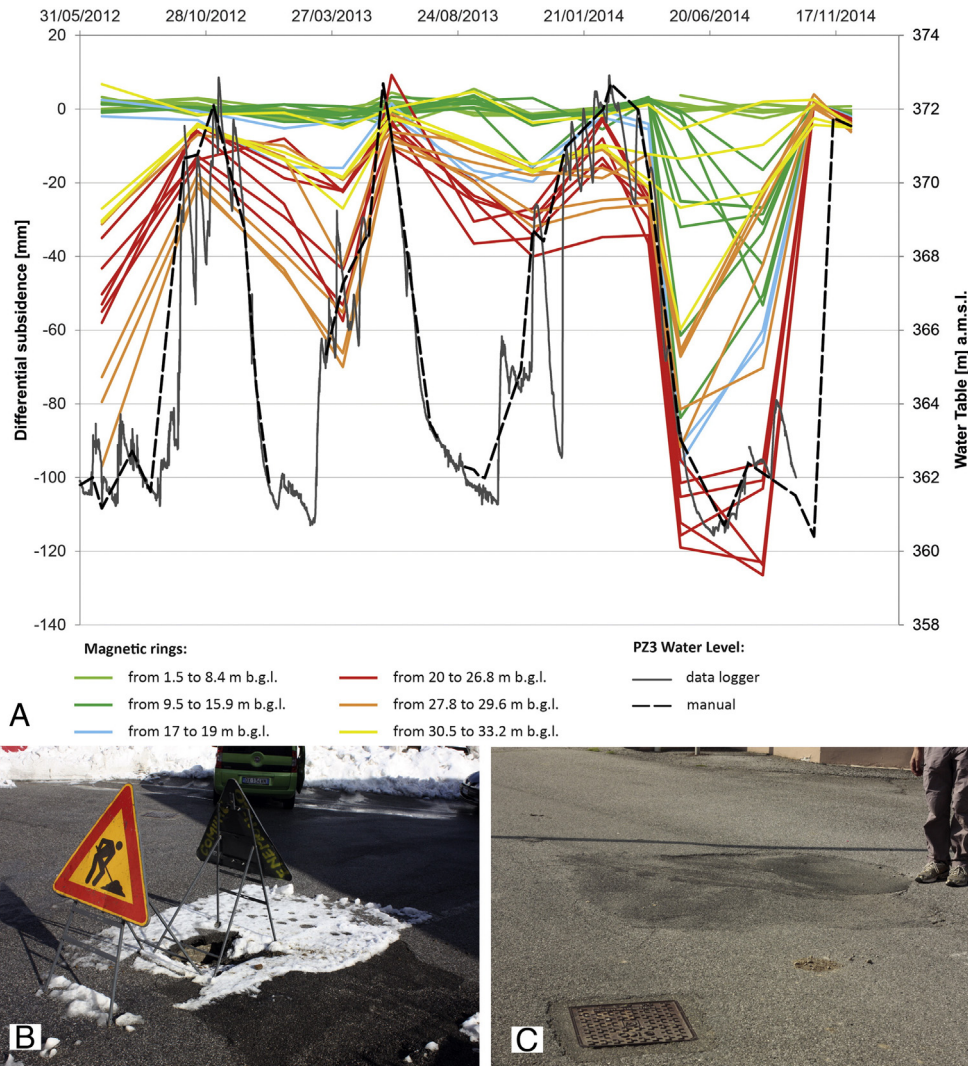 31/05/2012 28/10/2012 27/03/2013 24/08/2013 21/01/2014 20/06/2014 17/11/2014
20 374
0 372
-20 370
-40 368
-60 366
-80 364
-100 362
-120 360
-140 358
Differential subsidence [mm]
Water Table [m] a.m.s.l.
Magnetic rings: PZ3 Water Level:
from 1.5 to 8.4 m b.g.l. from 20 to 26.8 m b.g.l. data logger
from 9.5 to 15.9 m b.g.l. from 27.8 to 29.6 m b.g.l. manual
from 17 to 19 m b.g.l. from 30.5 to 33.2 m b.g.l.
A
B
C